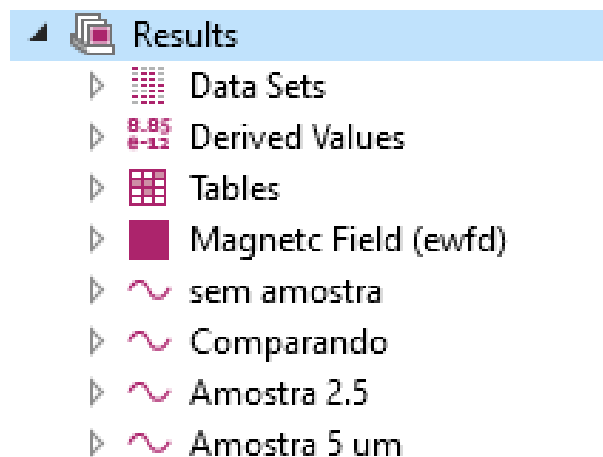 Results
Data Sets
8.85
e-12
Derived Values
Tables
Magnetc Field (ewfd)
sem amostra
Comparando
Amostra 2.5
Amostra 5 um